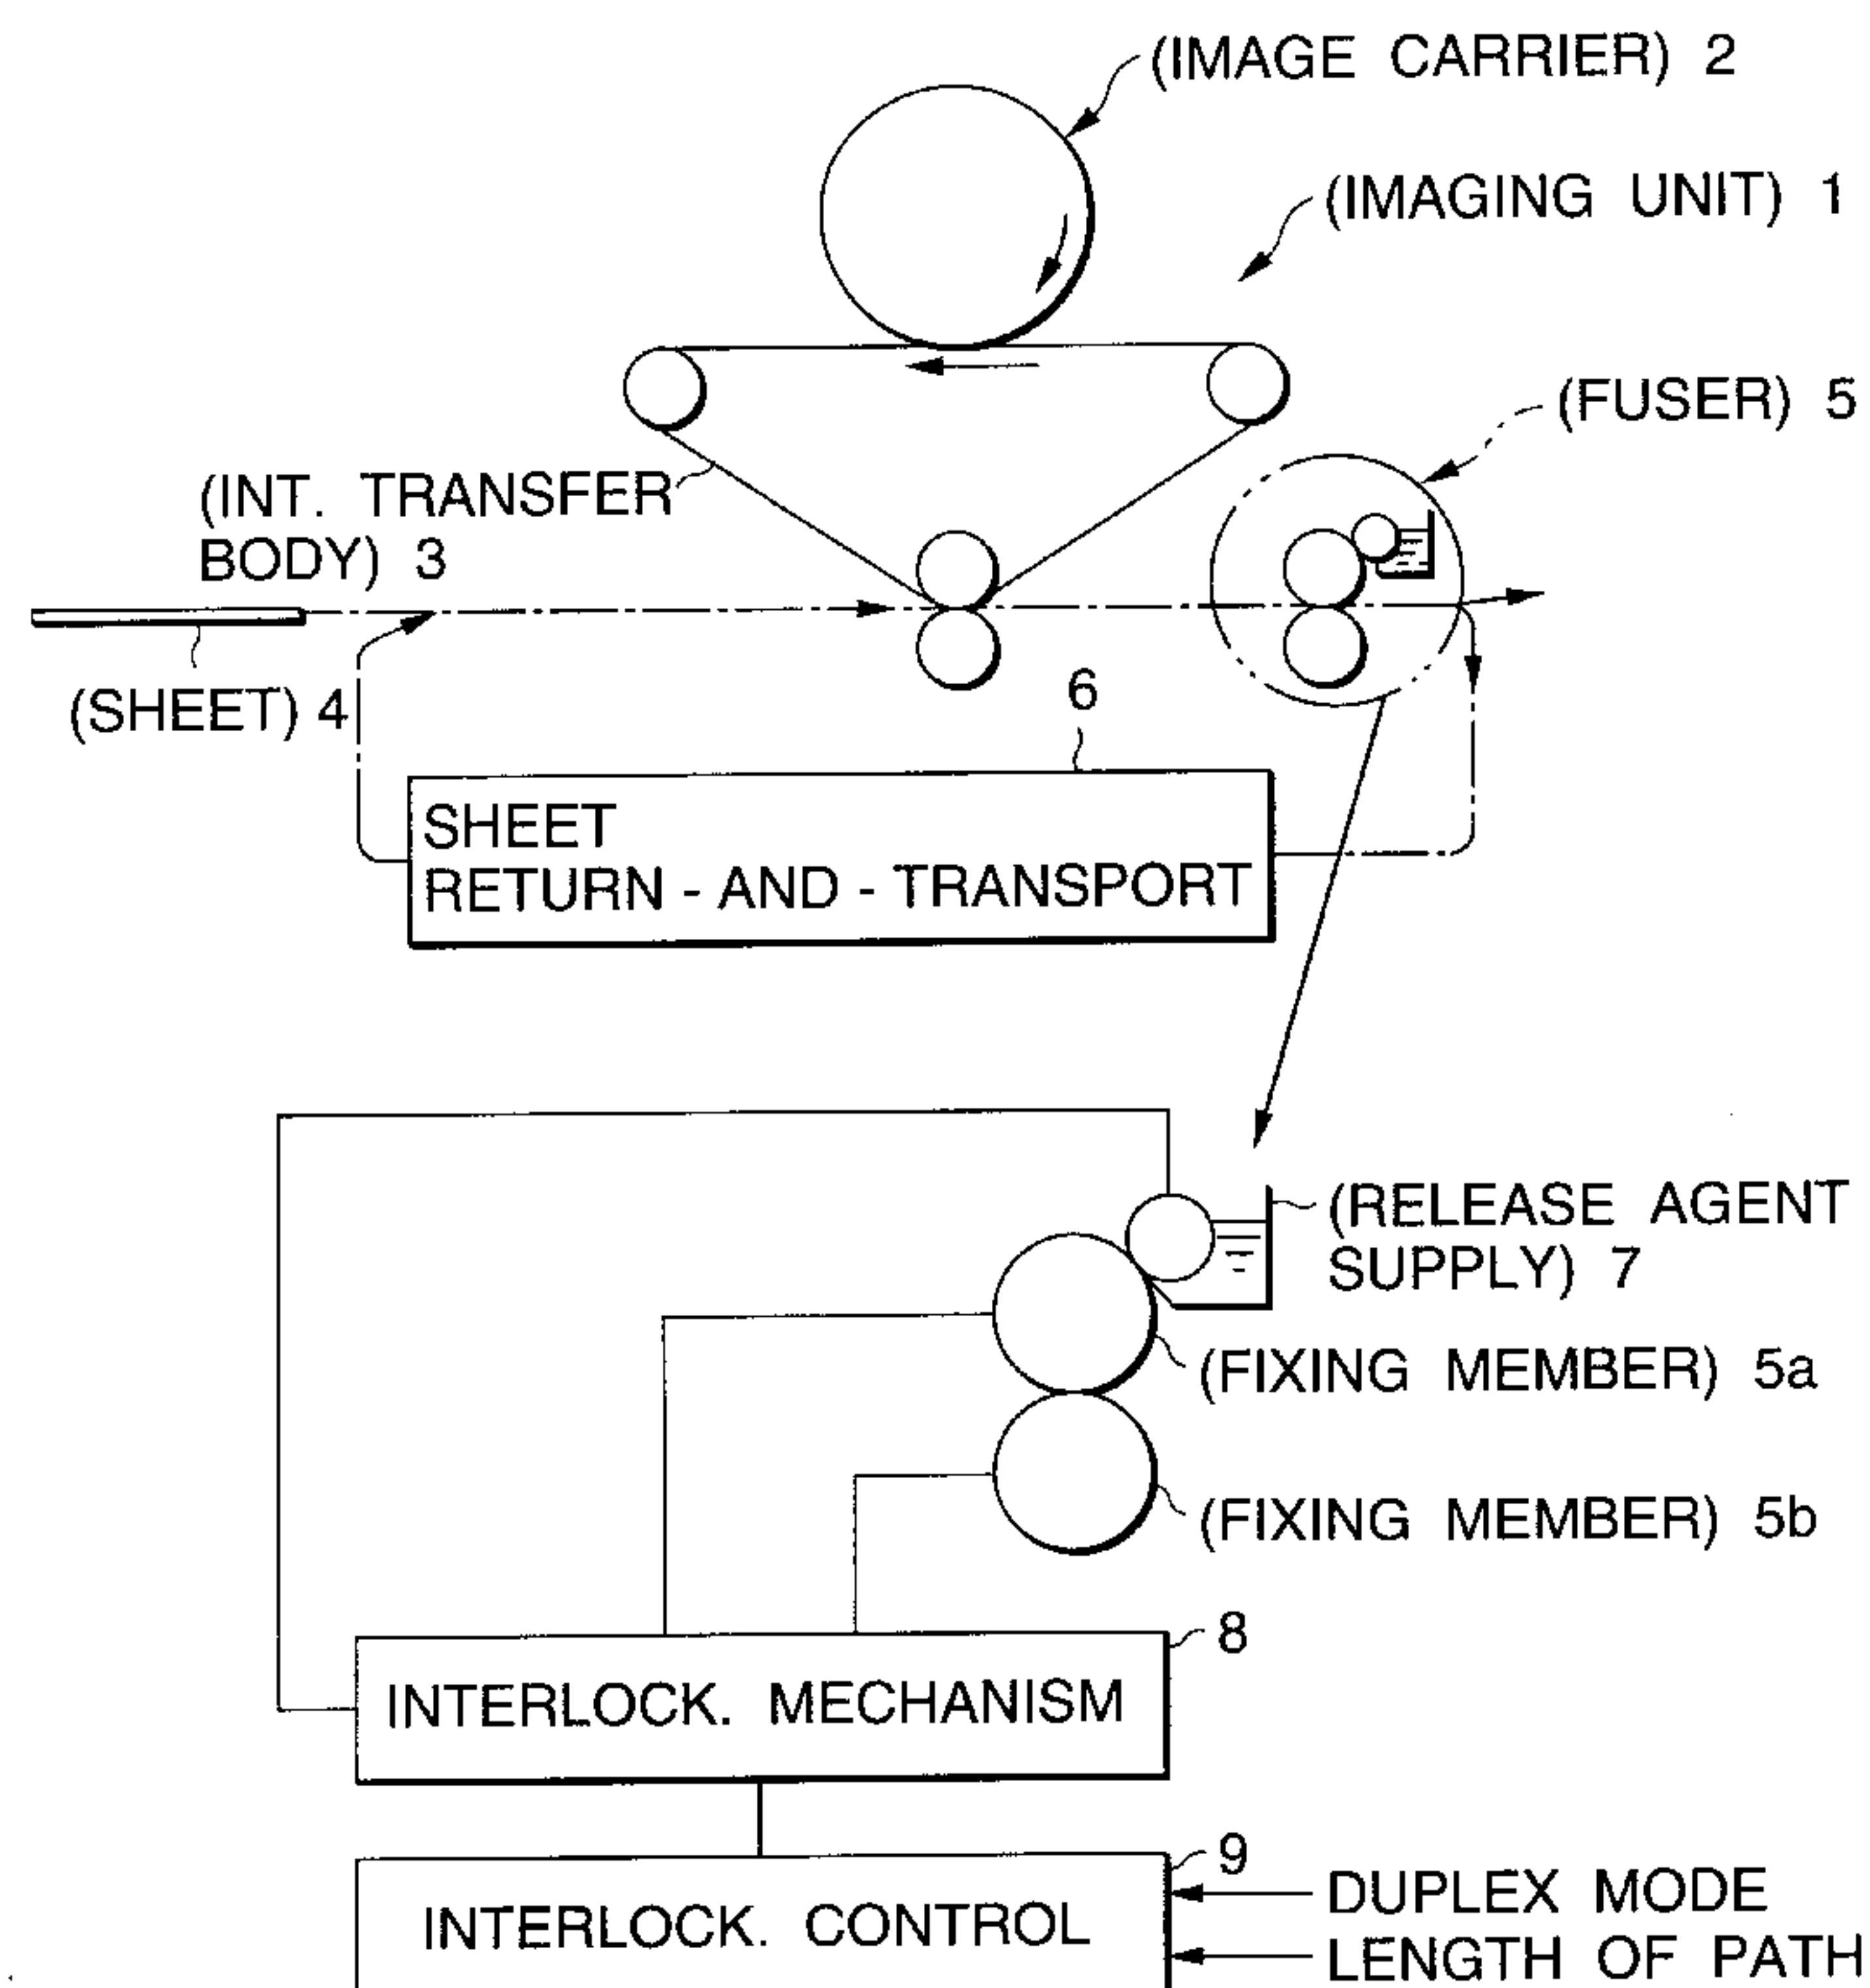 (IMAGE CARRIER) 2
(IMAGING UNIT) 1
(FUSER) 5
(INT. TRANSFER
BODY) 3
(SHEET) 4
6
SHEET
RETURN - AND - TRANSPORT
(RELEASE AGENT
SUPPLY) 7
(FIXING MEMBER) 5a
(FIXING MEMBER) 5b
8
INTERLOCK. MECHANISM
9
INTERLOCK. CONTROL
DUPLEX MODE
LENGTH OF PATH